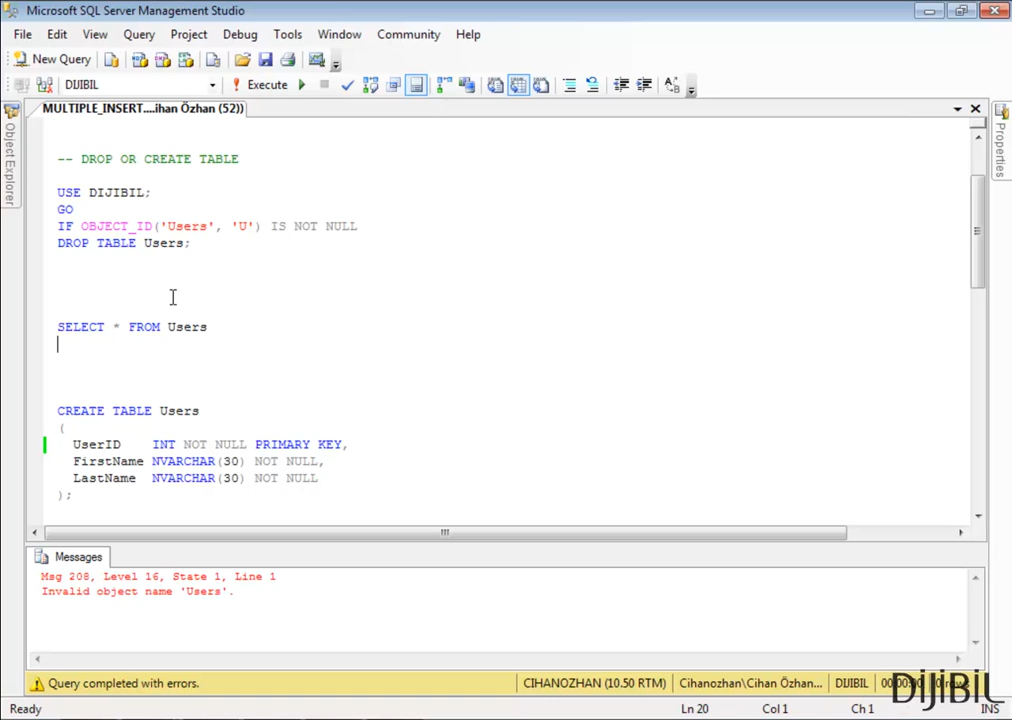 Microsoft SQL Server Management Studio
File Edit View Query Project Debug Tools Window Community Help
New Query
DIJIBIL Execute
MULTIPLE_INSERT....ihan Özhan (52))
Object Explorer
Properties
-- DROP OR CREATE TABLE
USE DIJIBIL;
GO
IF OBJECT_ID('Users', 'U') IS NOT NULL
DROP TABLE Users;
SELECT * FROM Users
CREATE TABLE Users
(
UserID INT NOT NULL PRIMARY KEY,
FirstName NVARCHAR(30) NOT NULL,
LastName NVARCHAR(30) NOT NULL
);
Messages
Msg 208, Level 16, State 1, Line 1
Invalid object name 'Users'.
Query completed with errors. CIHANOZHAN (10.50 RTM) Cihanozhan\Cihan Özhan... DIJIBIL
DiJiBiL
Ready Ln 20 Col 1 Ch 1 INS